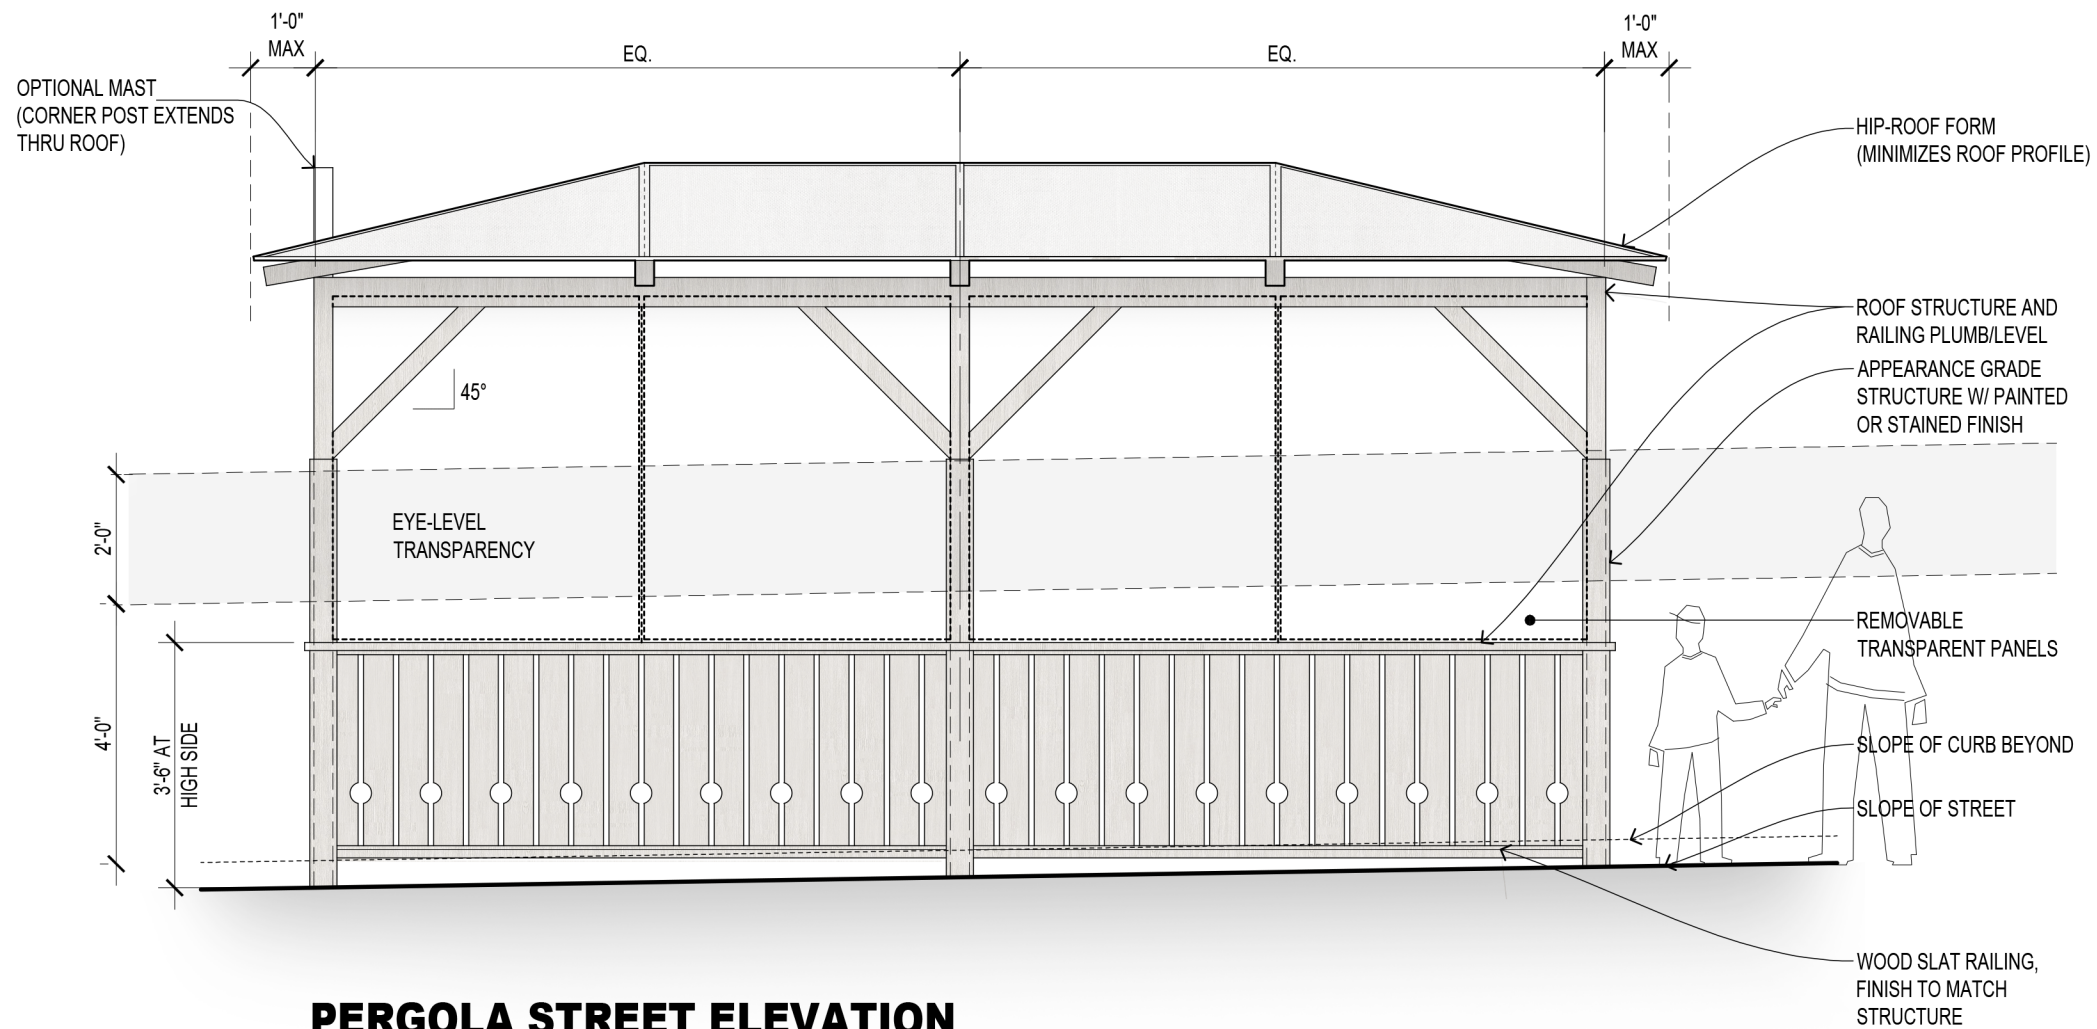 1'-0"
MAX
EQ.
EQ.
1'-0"
MAX
OPTIONAL MAST
(CORNER POST EXTENDS
THRU ROOF)
HIP-ROOF FORM
(MINIMIZES ROOF PROFILE)
ROOF STRUCTURE AND
RAILING PLUMB/LEVEL
APPEARANCE GRADE
STRUCTURE W/ PAINTED
OR STAINED FINISH
45°
2'-0"
EYE-LEVEL
TRANSPARENCY
REMOVABLE
TRANSPARENT PANELS
4'-0"
3'-6" AT
HIGH SIDE
SLOPE OF CURB BEYOND
SLOPE OF STREET
WOOD SLAT RAILING,
FINISH TO MATCH
STRUCTURE
PERGOLA STREET ELEVATION